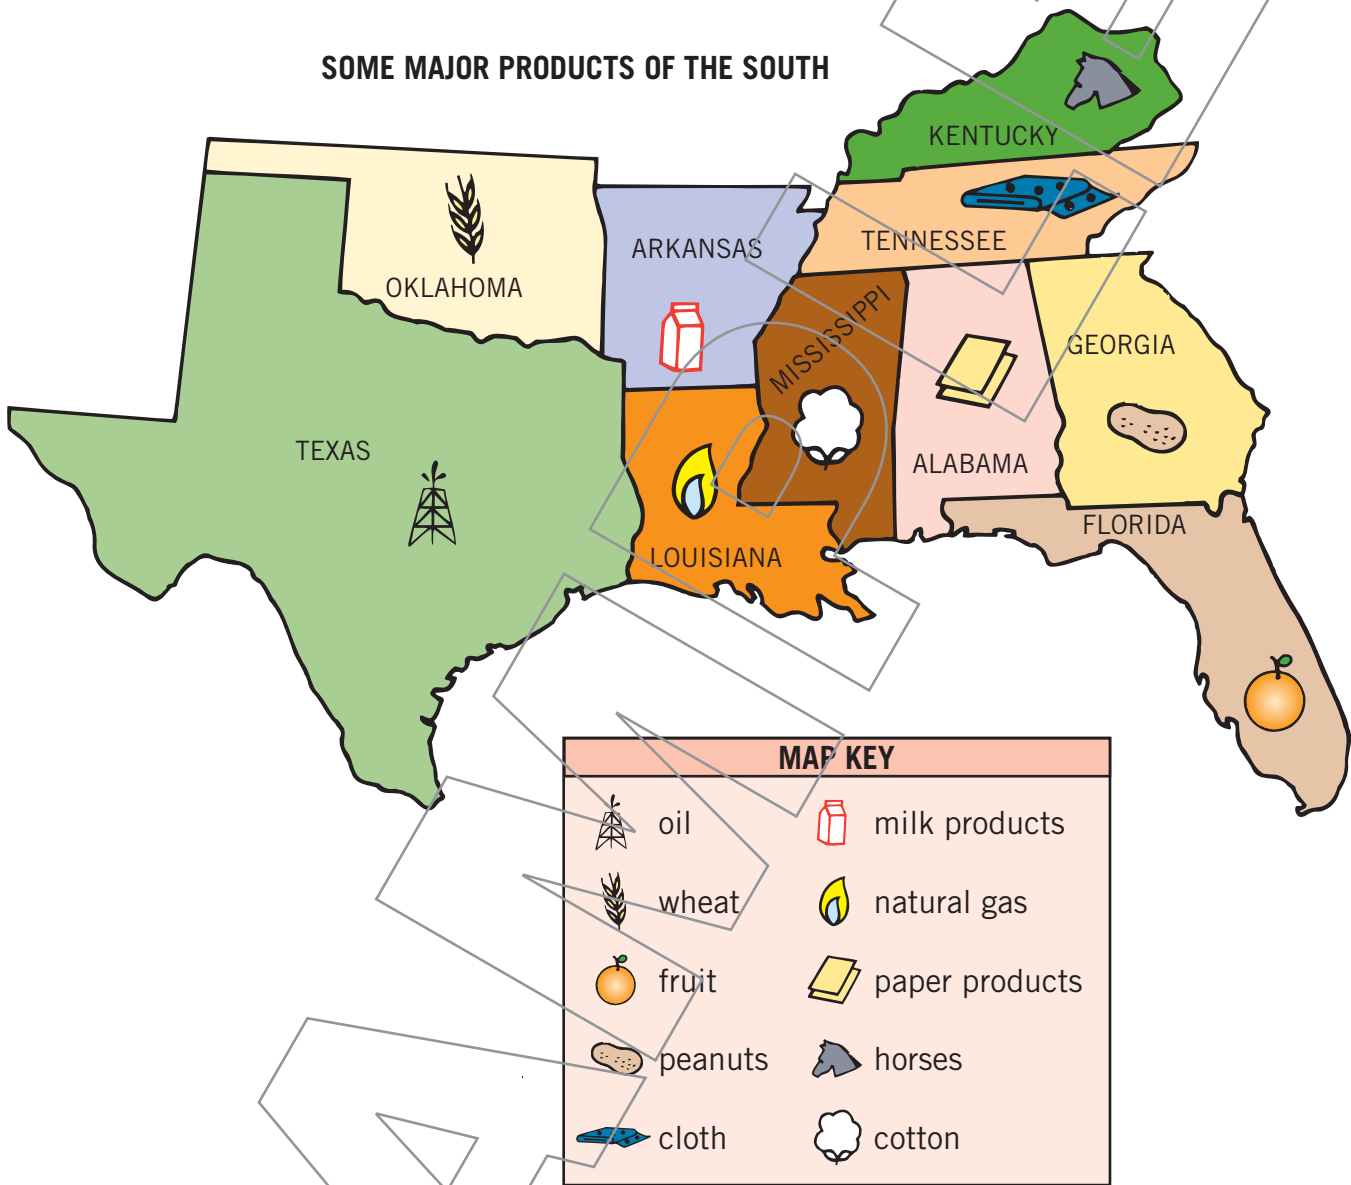 SOME MAJOR PRODUCTS OF THE SOUTH
KENTUCKY
TENNESSEE
ARKANSAS
OKLAHOMA
MISSISSIPPI
GEORGIA
TEXAS
ALABAMA
FLORIDA
LOUISIANA
MAP KEY
oil
milk products
wheat
natural gas
fruit
paper products
peanuts
horses
cloth
cotton